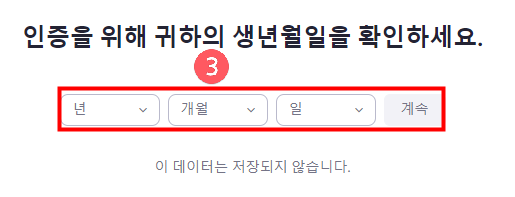 인증을 위해 귀하의 생년월일을 확인하세요.
3
년 개월 일 계속
이 데이터는 저장되지 않습니다.